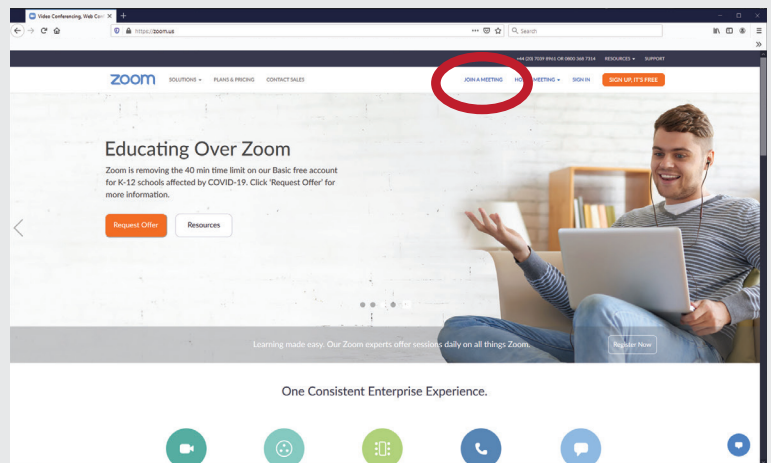 Video Conferencing, Web Con
https://zoom.us
Search
+44 (20) 7039 8961 OR 0800 368 7314 RESOURCES SUPPORT
zoom SOLUTIONS PLANS & PRICING CONTACT SALES JOIN A MEETING MEETING SIGN IN SIGN UP, IT'S FREE
Educating Over Zoom
Zoom is removing the 40 min time limit on our Basic free account
for K-12 schools affected by COVID-19. Click 'Request Offer' for
more information.
Request Offer Resources
Learning made easy. Our Zoom experts offer sessions daily on all things Zoom
Register Now
One Consistent Enterprise Experience.